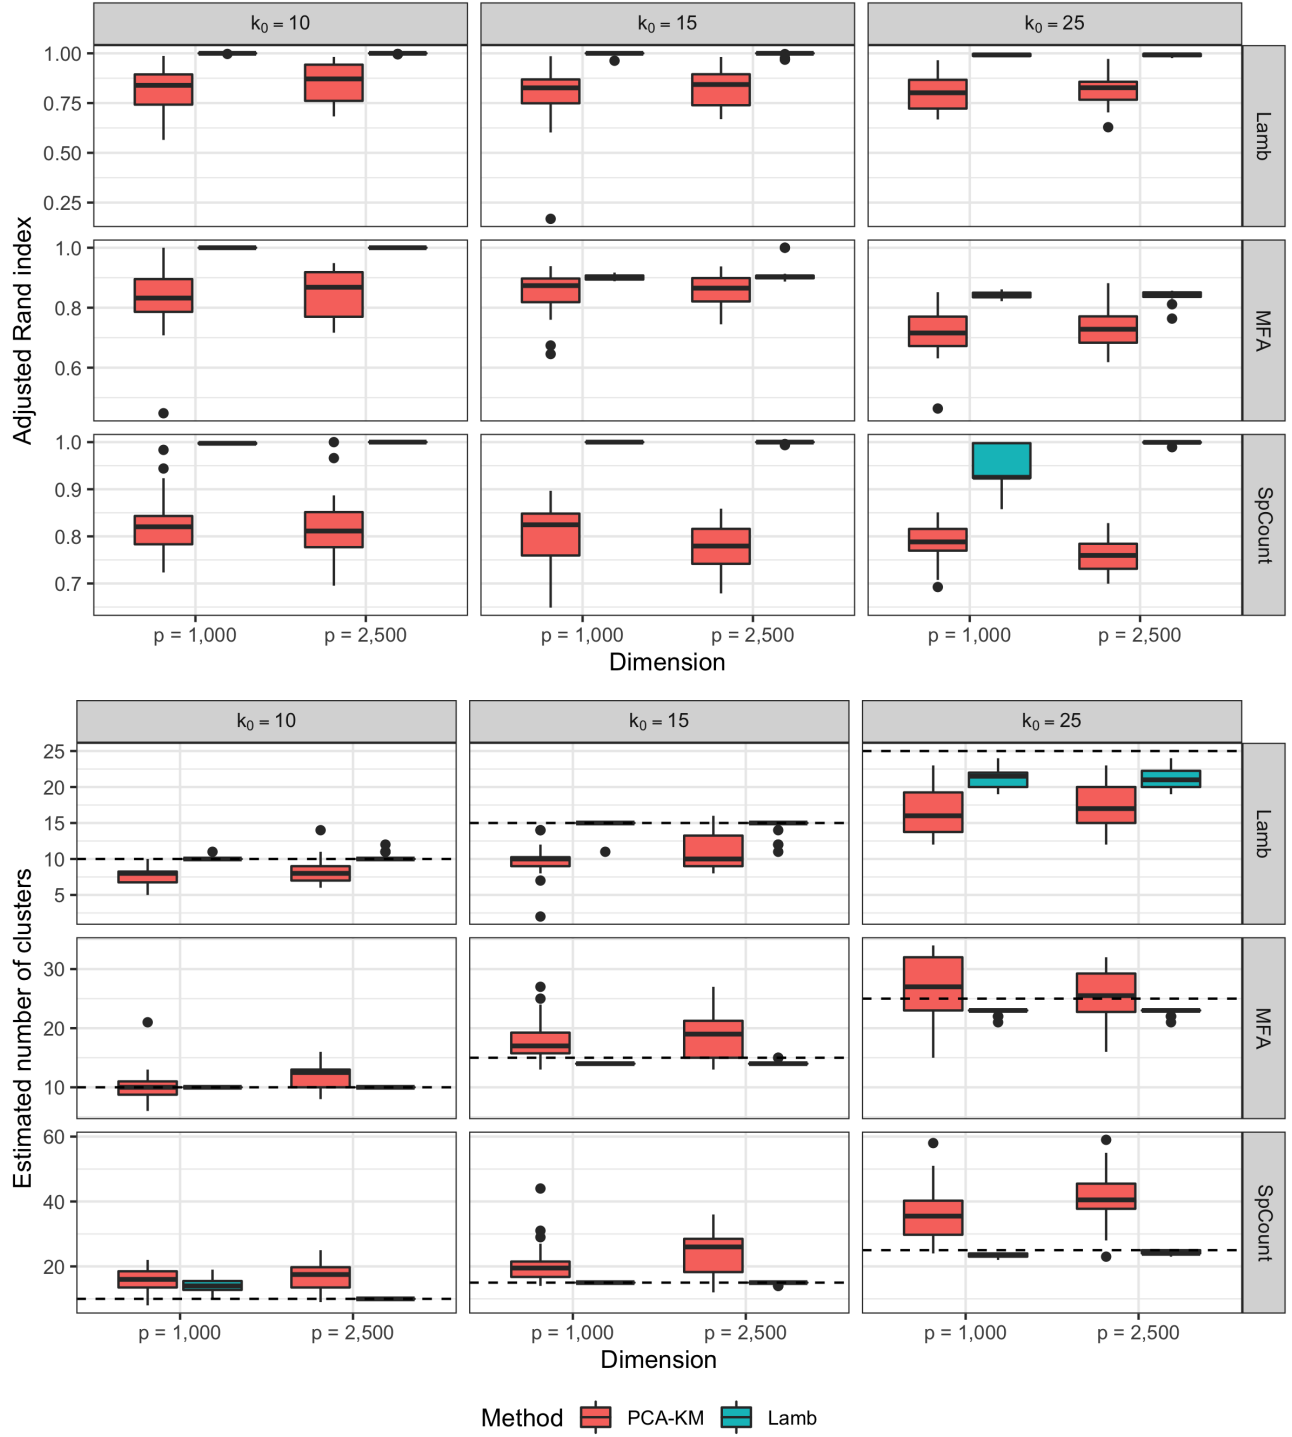 k₀ = 10 k₀ = 15 k₀ = 25
1.00
0.75
0.50
0.25
Lamb
1.0
0.8
0.6
MFA
1.0
0.9
0.8
0.7
SpCount
Adjusted Rand index
p = 1,000 p = 2,500 p = 1,000 p = 2,500 p = 1,000 p = 2,500
Dimension
k₀ = 10 k₀ = 15 k₀ = 25
25
20
15
10
5
Lamb
30
20
10
MFA
60
40
20
SpCount
Estimated number of clusters
p = 1,000 p = 2,500 p = 1,000 p = 2,500 p = 1,000 p = 2,500
Dimension
Method PCA-KM Lamb